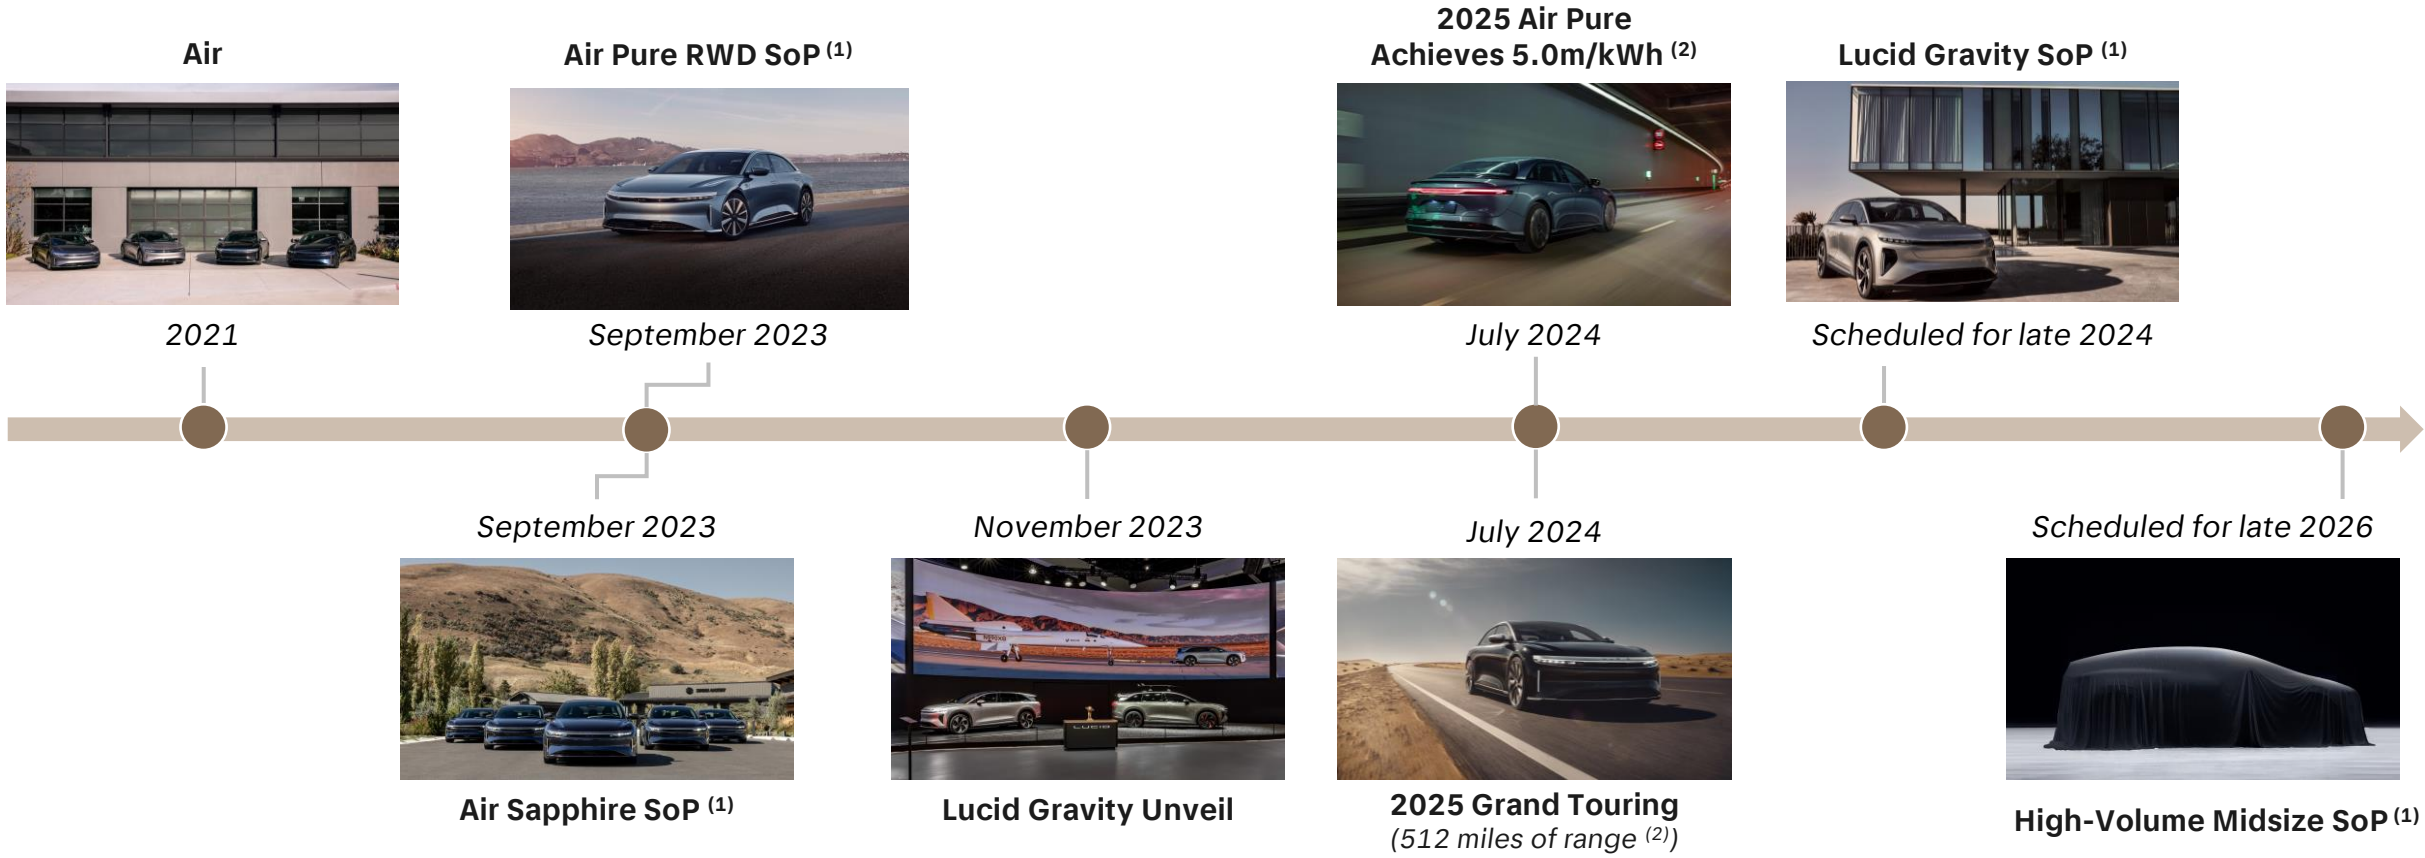 Air
Air Pure RWD SoP (1)
2025 Air Pure
Achieves 5.0m/kWh (2)
Lucid Gravity SoP (1)
2021
September 2023
July 2024
Scheduled for late 2024
September 2023
November 2023
July 2024
Scheduled for late 2026
LUCID
Air Sapphire SoP (1)
Lucid Gravity Unveil
2025 Grand Touring
(512 miles of range (2))
High-Volume Midsize SoP (1)